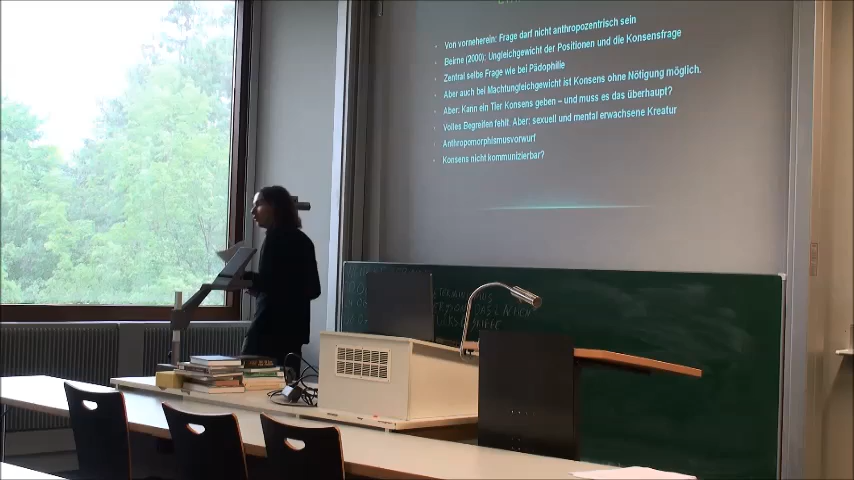 Von vorneherein: Frage darf nicht anthropozentrisch sein
Beirne (2000): Ungleichgewicht der Positionen und die Konsensfrage
Zentral selbe Frage wie bei Pädophilie
Aber auch bei Machtungleichgewicht ist Konsens ohne Nötigung möglich.
Aber: Kann ein Tier Konsens geben – und muss es das überhaupt?
Volles Begreifen fehlt: Aber: sexuell und mental erwachsene Kreatur
Anthropomorphismusvorwurf
Konsens nicht kommunizierbar?